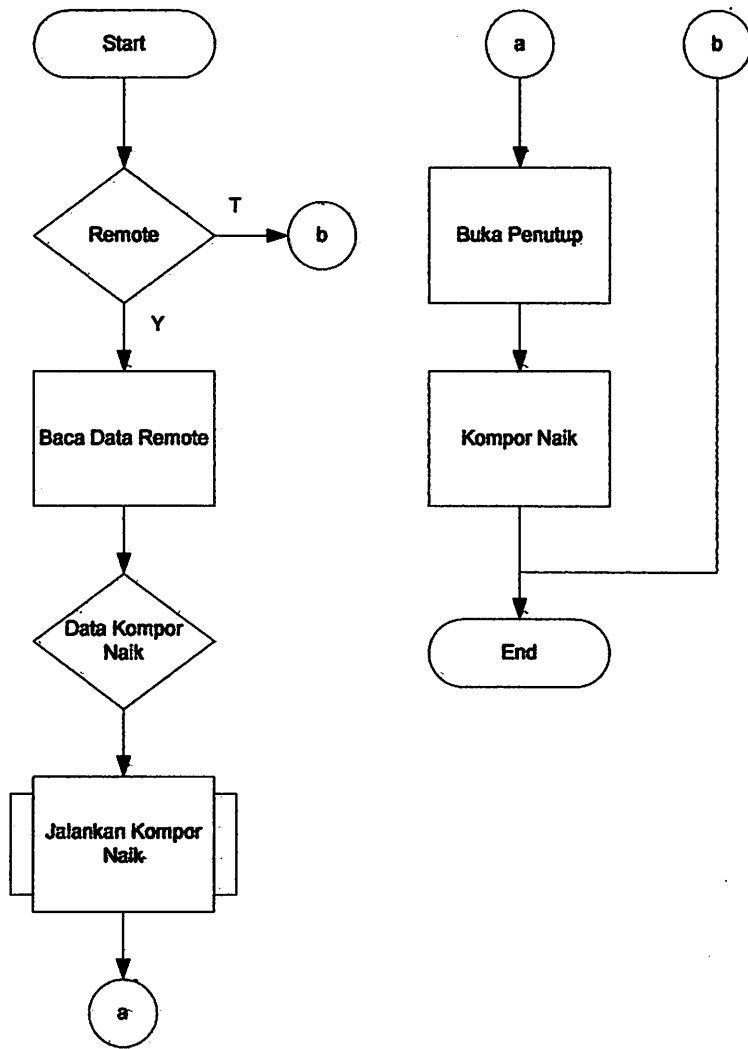 Start
Remote
T
b
Y
Baca Data Remote
Data Kompor
Naik
Jalankan Kompor
Naik
a
a
Buka Penutup
Kompor Naik
End
b